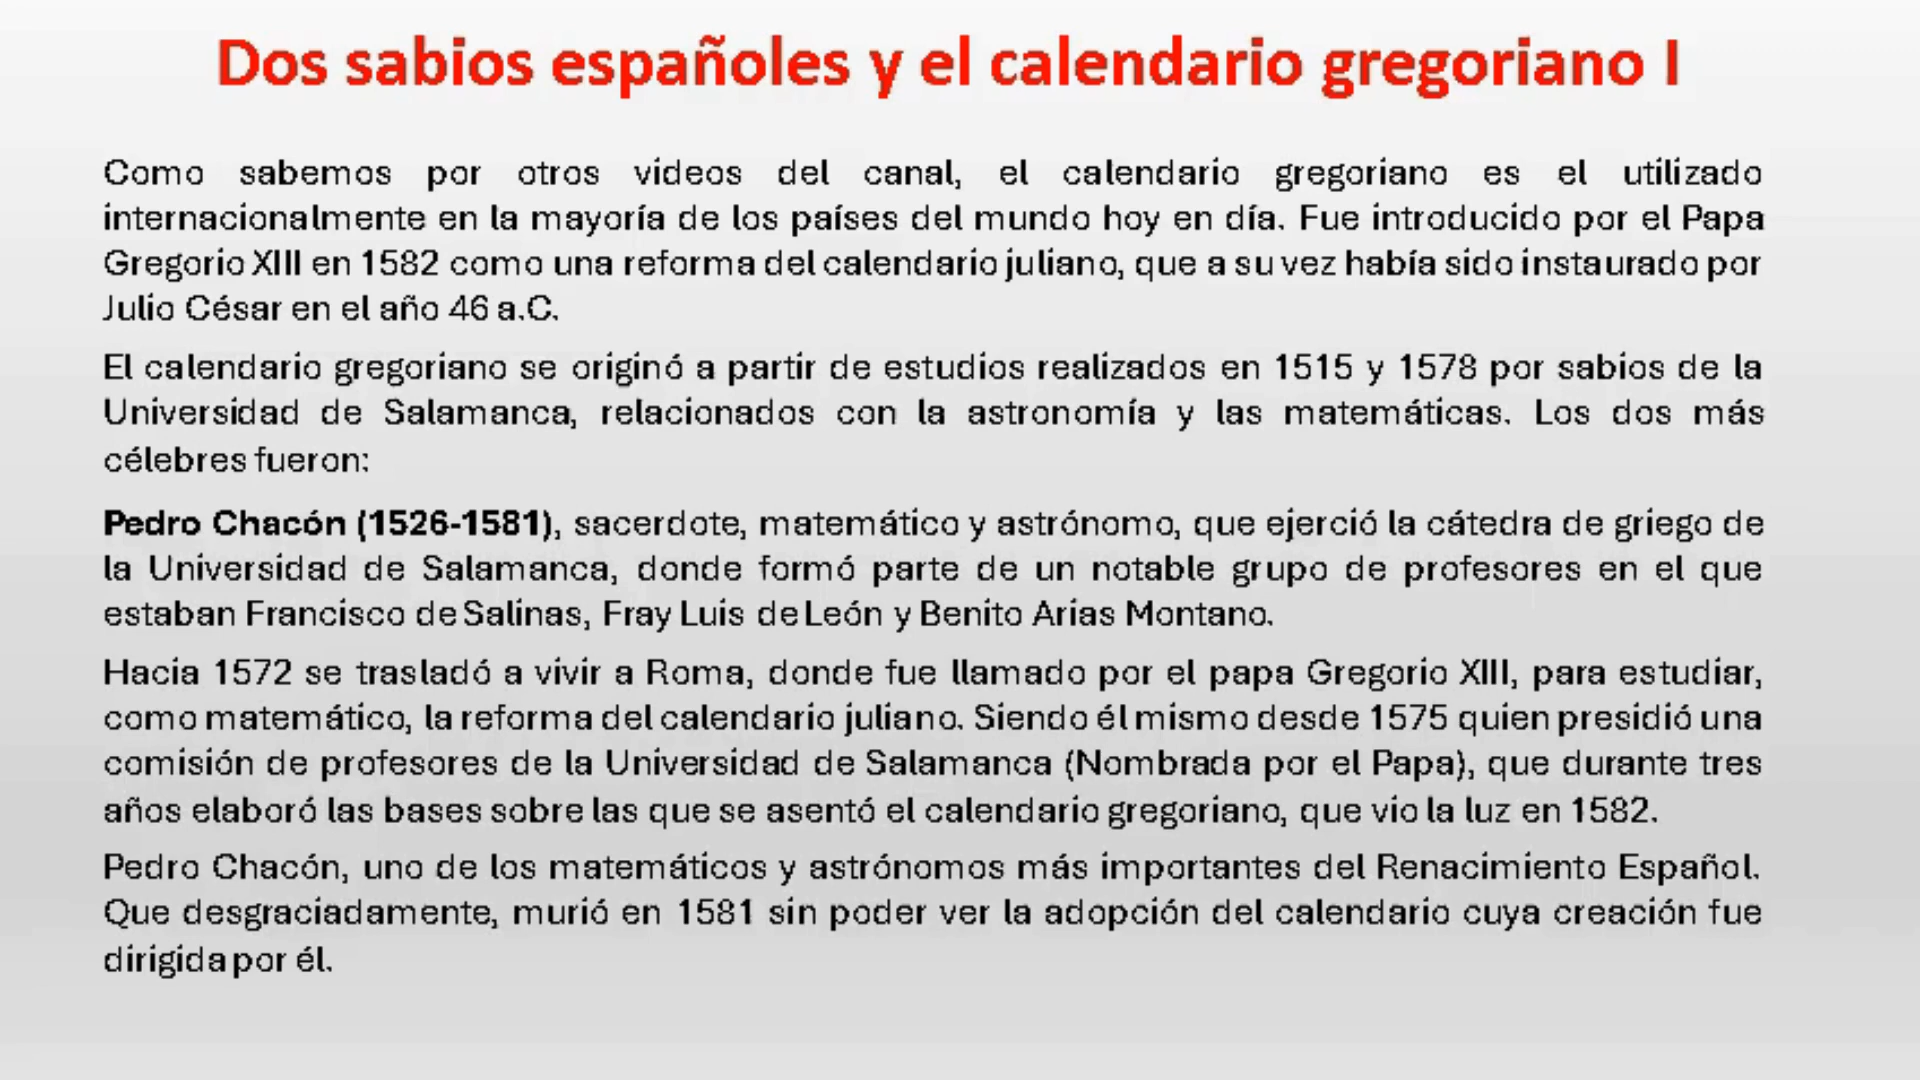 Dos sabios españoles y el calendario gregoriano I
Como sabemos por otros videos del canal, el calendario gregoriano es el utilizado
internacionalmente en la mayoría de los países del mundo hoy en día. Fue introducido por el Papa
Gregorio XIII en 1582 como una reforma del calendario juliano, que a su vez había sido instaurado por
Julio César en el año 46 a.C.
El calendario gregoriano se originó a partir de estudios realizados en 1515 y 1578 por sabios de la
Universidad de Salamanca, relacionados con la astronomía y las matemáticas. Los dos más
célebres fueron:
Pedro Chacón (1526-1581), sacerdote, matemático y astrónomo, que ejerció la cátedra de griego de
la Universidad de Salamanca, donde formó parte de un notable grupo de profesores en el que
estaban Francisco de Salinas, Fray Luis de León y Benito Arias Montano.
Hacia 1572 se trasladó a vivir a Roma, donde fue llamado por el papa Gregorio XIII, para estudiar,
como matemático, la reforma del calendario juliano. Siendo él mismo desde 1575 quien presidió una
comisión de profesores de la Universidad de Salamanca (Nombrada por el Papa), que durante tres
años elaboró las bases sobre las que se asentó el calendario gregoriano, que vio la luz en 1582.
Pedro Chacón, uno de los matemáticos y astrónomos más importantes del Renacimiento Español.
Que desgraciadamente, murió en 1581 sin poder ver la adopción del calendario cuya creación fue
dirigida por él.